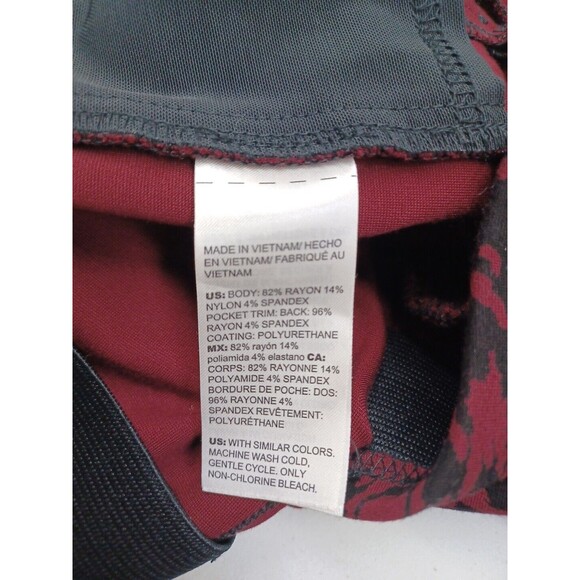 MADE IN VIETNAM/ HECHO
EN VIETNAM/ FABRIQUÉ AU
VIETNAM
US: BODY: 82% RAYON 14%
NYLON 4% SPANDEX
POCKET TRIM: BACK: 96%
RAYON 4% SPANDEX
COATING: POLYURETHANE
MX: 82% rayón 14%
poliamida 4% elastano CA:
CORPS: 82% RAYONNE 14%
POLYAMIDE 4% SPANDEX
BORDURE DE POCHE: DOS:
96% RAYONNE 4%
SPANDEX REVÊTEMENT:
POLYURÉTHANE
US: WITH SIMILAR COLORS.
MACHINE WASH COLD,
GENTLE CYCLE. ONLY
NON-CHLORINE BLEACH.